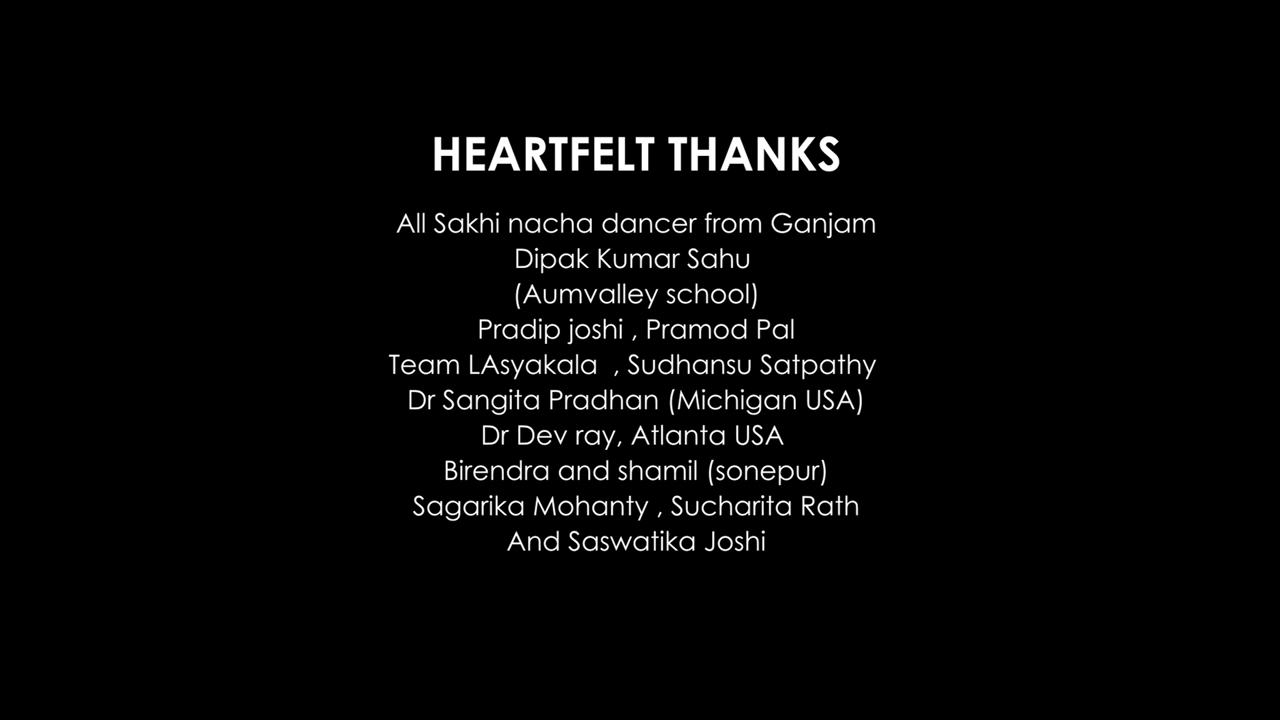 HEARTFELT THANKS
All Sakhi nacha dancer from Ganjam
Dipak Kumar Sahu
(Aumvalley school)
Pradip joshi , Pramod Pal
Team LAsyakala  , Sudhansu Satpathy
Dr Sangita Pradhan (Michigan USA)
Dr Dev ray, Atlanta USA
Birendra and shamil (sonepur)
Sagarika Mohanty , Sucharita Rath
And Saswatika Joshi